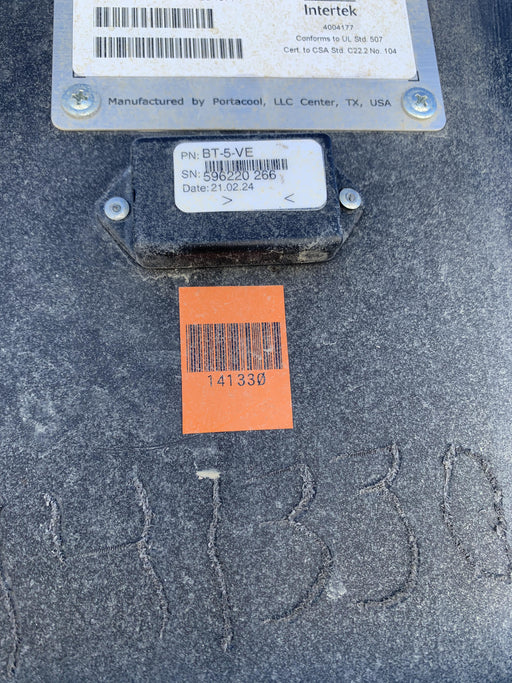 Intertek
4004177
Conforms to UL Std. 507
Cert. to CSA Std. C22.2 No. 104
Manufactured by Portacool, LLC Center, TX, USA
PN: BT-5-VE
SN: 596220 266
Date: 21.02.24
> <
141330
141330